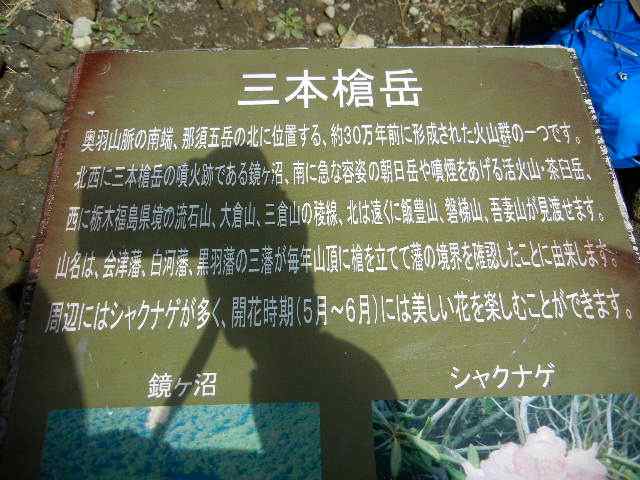 三本槍岳
奥羽山脈の南端、那須五岳の北に位置する、約30万年前に形成された火山群の一つです。
北西に三本槍岳の噴火跡である鏡ヶ沼、南に急な容姿の朝日岳や噴煙をあげる活火山・茶臼岳、
西に栃木福島県境の流石山、大倉山、三倉山の稜線、北は遠くに飯豊山、磐梯山、吾妻山が見渡せます。
山名は、会津藩、白河藩、黒羽藩の三藩が毎年山頂に槍を立てて藩の境界を確認したことに由来します。
周辺にはシャクナゲが多く、開花時期(5月～6月)には美しい花を楽しむことができます。
鏡ヶ沼
シャクナゲ